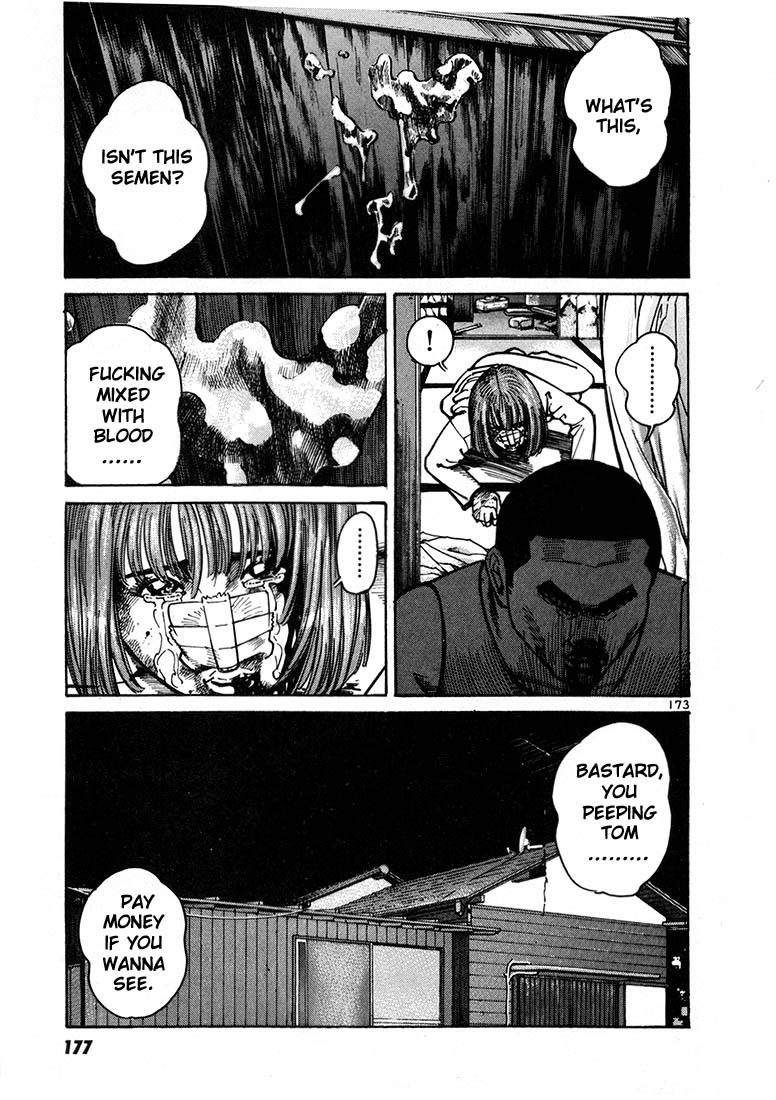 WHAT'S
THIS,
ISN'T THIS
SEMEN?
.........
!
FUCKING
MIXED
WITH
BLOOD
......
.........
173
BASTARD,
YOU
PEEPING
TOM
.........
PAY
MONEY
IF YOU
WANNA
SEE.
177